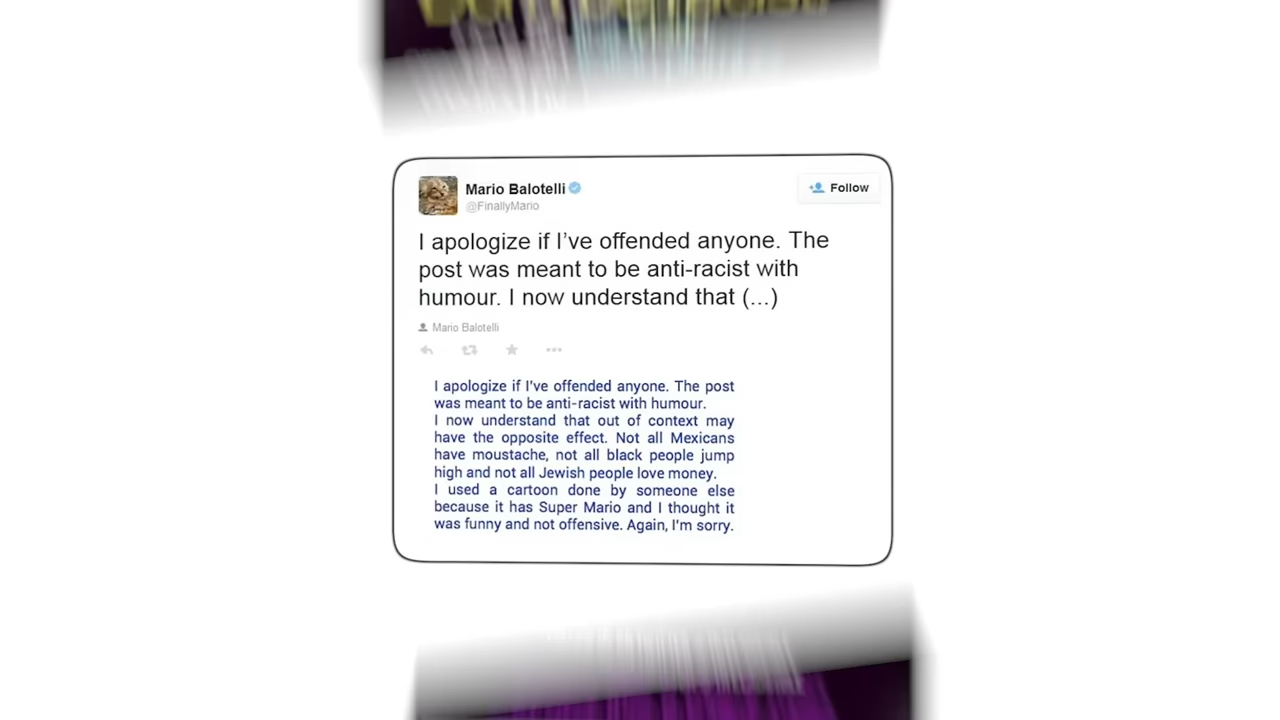 Mario Balotelli
@FinallyMario
Follow
I apologize if I’ve offended anyone. The
post was meant to be anti-racist with
humour. I now understand that (...)
Mario Balotelli
I apologize if I've offended anyone. The post
was meant to be anti-racist with humour.
I now understand that out of context may
have the opposite effect. Not all Mexicans
have moustache, not all black people jump
high and not all Jewish people love money.
I used a cartoon done by someone else
because it has Super Mario and I thought it
was funny and not offensive. Again, I'm sorry.